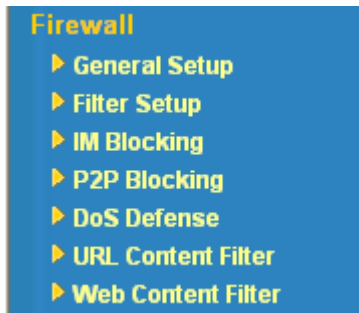 Firewall
General Setup
Filter Setup
IM Blocking
P2P Blocking
DoS Defense
URL Content Filter
Web Content Filter